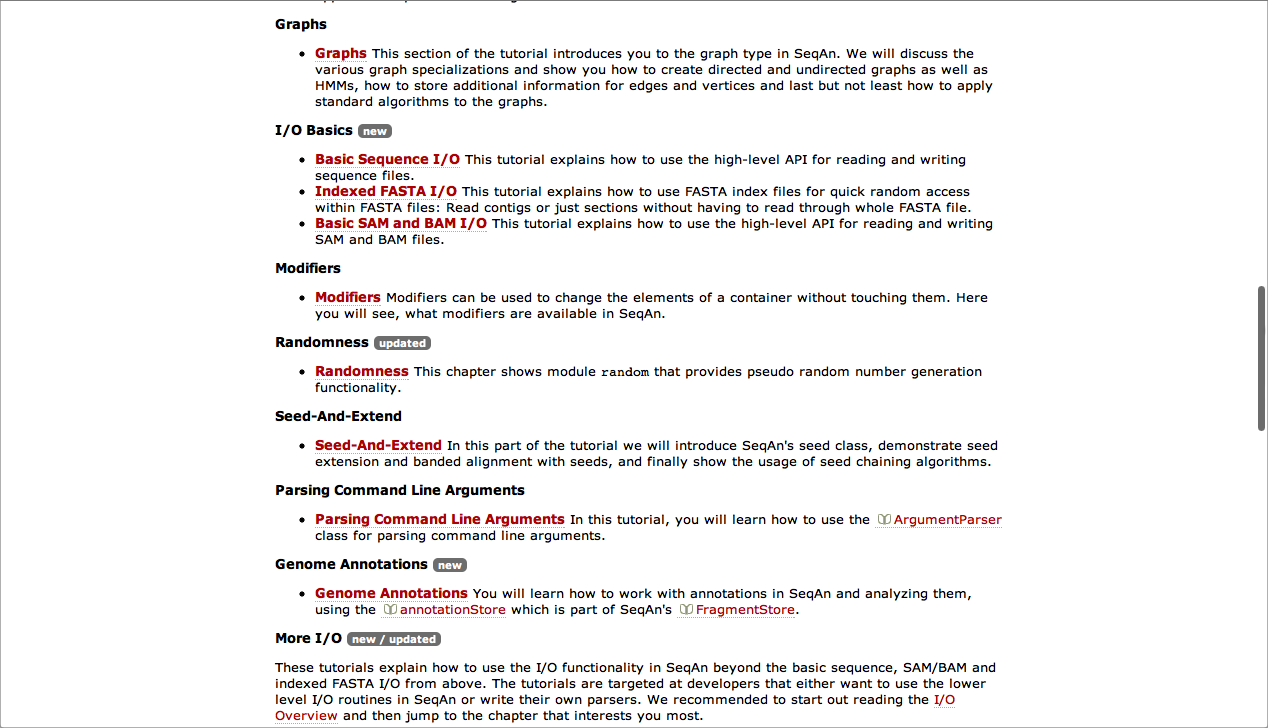 Graphs
• Graphs This section of the tutorial introduces you to the graph type in SeqAn. We will discuss the
various graph specializations and show you how to create directed and undirected graphs as well as
HMMs, how to store additional information for edges and vertices and last but not least how to apply
standard algorithms to the graphs.
I/O Basics new
• Basic Sequence I/O This tutorial explains how to use the high-level API for reading and writing
sequence files.
• Indexed FASTA I/O This tutorial explains how to use FASTA index files for quick random access
within FASTA files: Read contigs or just sections without having to read through whole FASTA file.
• Basic SAM and BAM I/O This tutorial explains how to use the high-level API for reading and writing
SAM and BAM files.
Modifiers
• Modifiers Modifiers can be used to change the elements of a container without touching them. Here
you will see, what modifiers are available in SeqAn.
Randomness updated
• Randomness This chapter shows module random that provides pseudo random number generation
functionality.
Seed-And-Extend
• Seed-And-Extend In this part of the tutorial we will introduce SeqAn's seed class, demonstrate seed
extension and banded alignment with seeds, and finally show the usage of seed chaining algorithms.
Parsing Command Line Arguments
• Parsing Command Line Arguments In this tutorial, you will learn how to use the ArgumentParser
class for parsing command line arguments.
Genome Annotations new
• Genome Annotations You will learn how to work with annotations in SeqAn and analyzing them,
using the annotationStore which is part of SeqAn's FragmentStore.
More I/O new / updated
These tutorials explain how to use the I/O functionality in SeqAn beyond the basic sequence, SAM/BAM and
indexed FASTA I/O from above. The tutorials are targeted at developers that either want to use the lower
level I/O routines in SeqAn or write their own parsers. We recommended to start out reading the I/O
Overview and then jump to the chapter that interests you most.